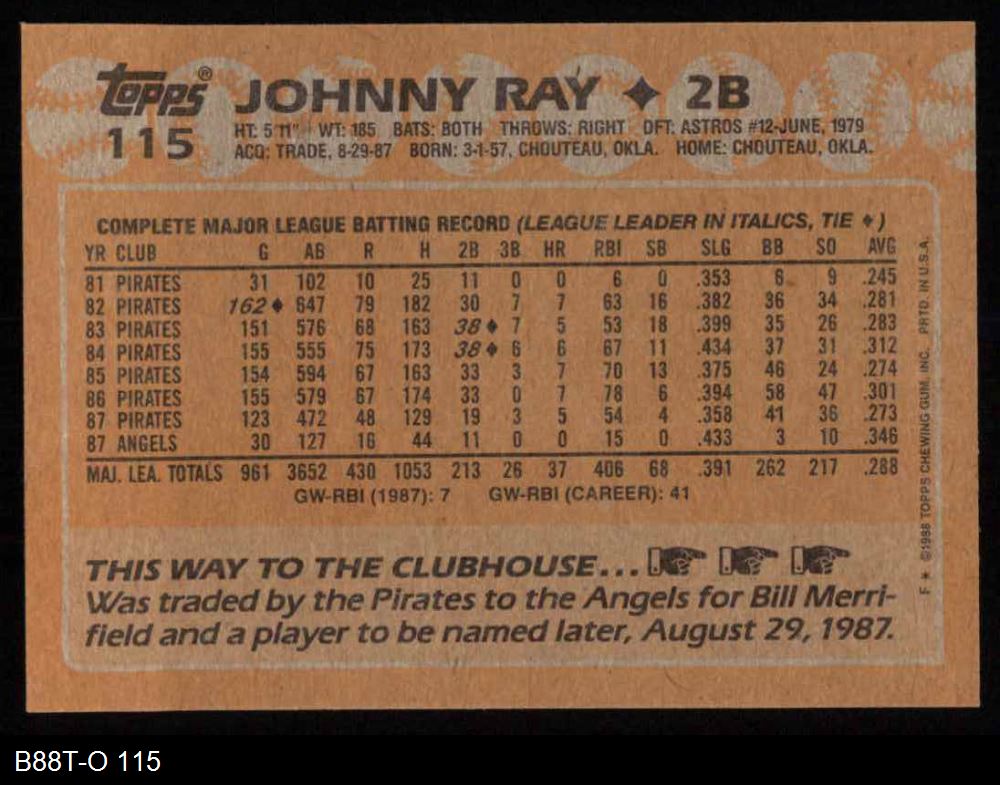 topps® JOHNNY RAY ♦ 2B
115 HT: 5'11" WT: 185 BATS: BOTH THROWS: RIGHT DFT: ASTROS #12-JUNE, 1979
ACQ: TRADE, 8-29-87 BORN: 3-1-57, CHOUTEAU, OKLA. HOME: CHOUTEAU, OKLA.
COMPLETE MAJOR LEAGUE BATTING RECORD (LEAGUE LEADER IN ITALICS, TIE ♦)
YR CLUB G AB R H 2B 3B HR RBI SB SLG BB SO AVG
81 PIRATES 31 102 10 25 11 0 0 6 0 .353 6 9 .245
82 PIRATES 162♦ 647 79 182 30 7 7 63 16 .382 36 34 .281
83 PIRATES 151 576 68 163 38♦ 7 5 53 18 .399 35 26 .283
84 PIRATES 155 555 75 173 38♦ 6 6 67 11 .434 37 31 .312
85 PIRATES 154 594 67 163 33 3 7 70 13 .375 46 24 .274
86 PIRATES 155 579 67 174 33 0 7 78 6 .394 58 47 .301
87 PIRATES 123 472 48 129 19 3 5 54 4 .358 41 36 .273
87 ANGELS 30 127 16 44 11 0 0 15 0 .433 3 10 .346
MAJ. LEA. TOTALS 961 3652 430 1053 213 26 37 406 68 .391 262 217 .288
GW-RBI (1987): 7 GW-RBI (CAREER): 41
THIS WAY TO THE CLUBHOUSE...
Was traded by the Pirates to the Angels for Bill Merri-
field and a player to be named later, August 29, 1987.
F* ©1988 TOPPS CHEWING GUM, INC. PRTD. IN U.S.A.
B88T-O 115